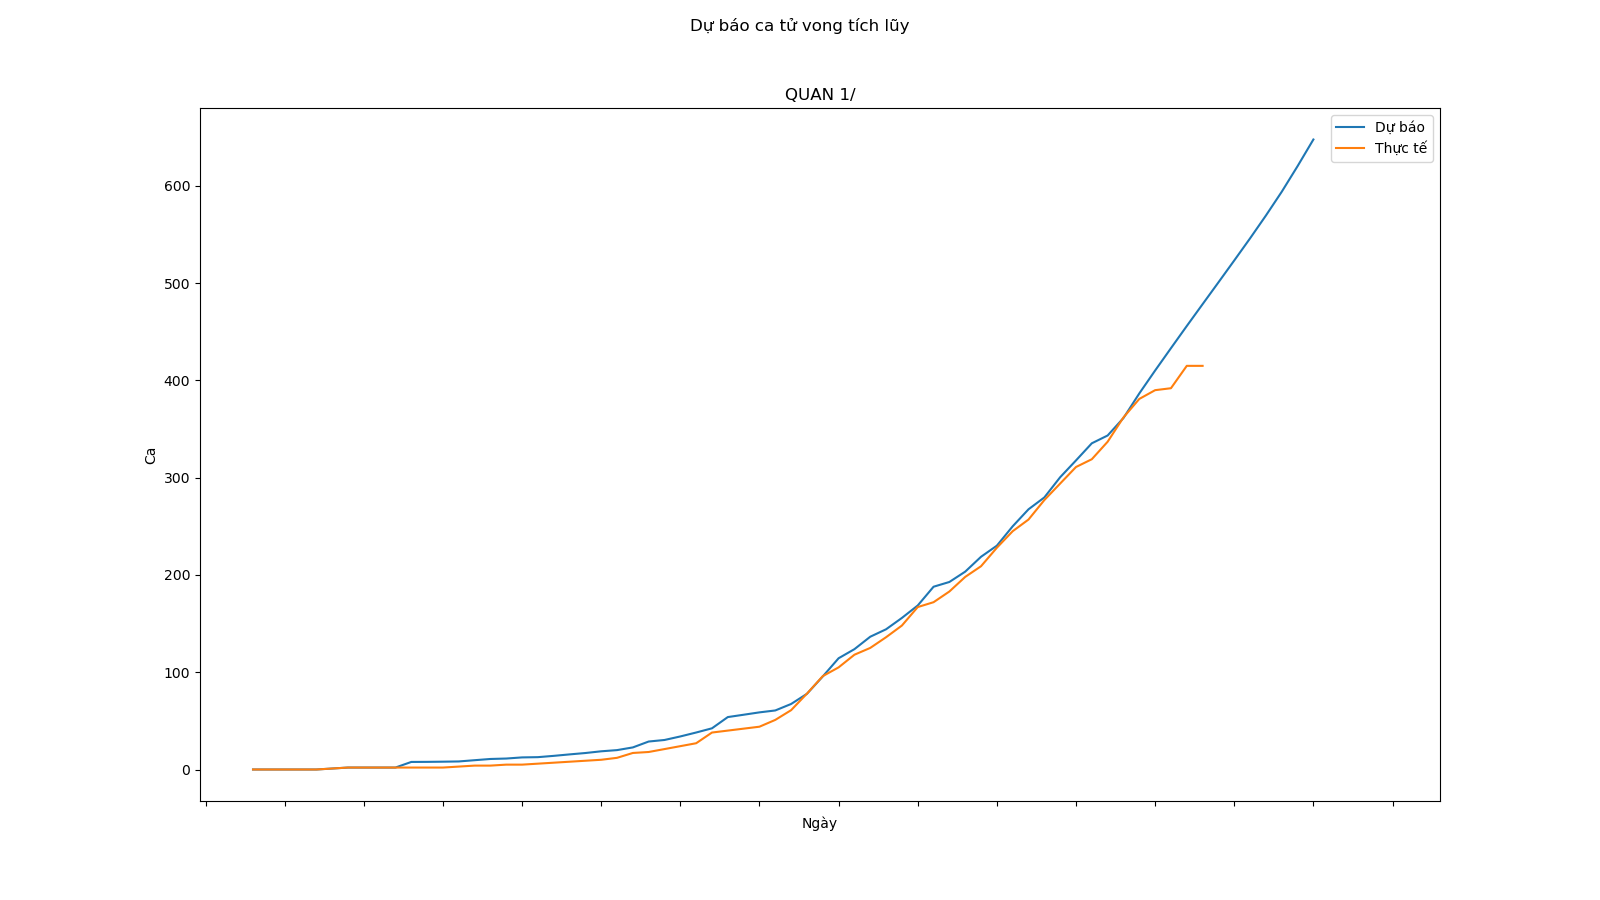 Dự báo ca tử vong tích lũy
QUAN 1/
Dự báo
Thực tế
600
500
400
300
200
100
0
Ca
Ngày